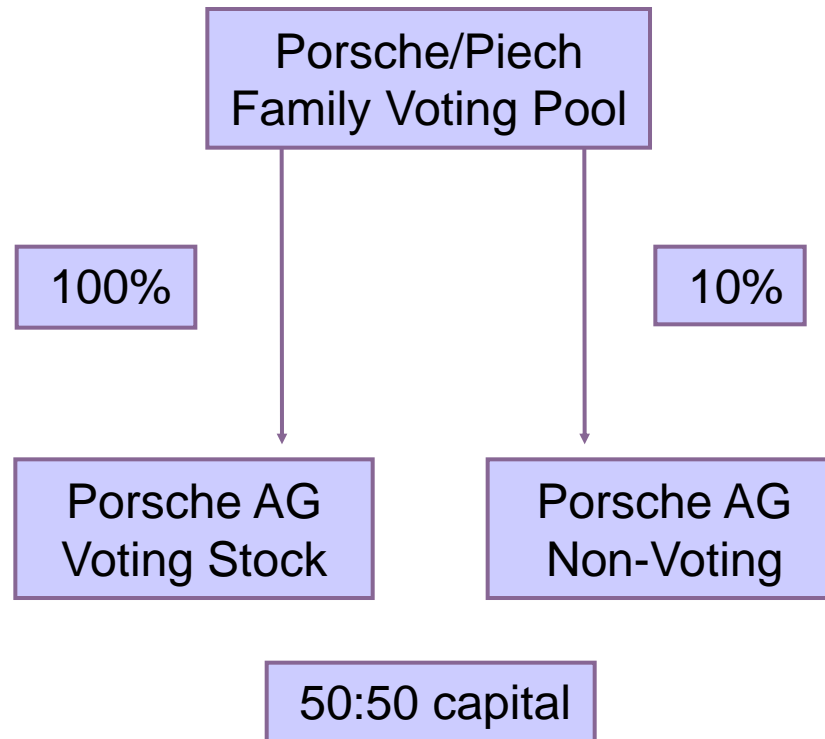 Porsche/Piech
Family Voting Pool
100%
10%
Porsche AG
Voting Stock
Porsche AG
Non-Voting
50:50 capital